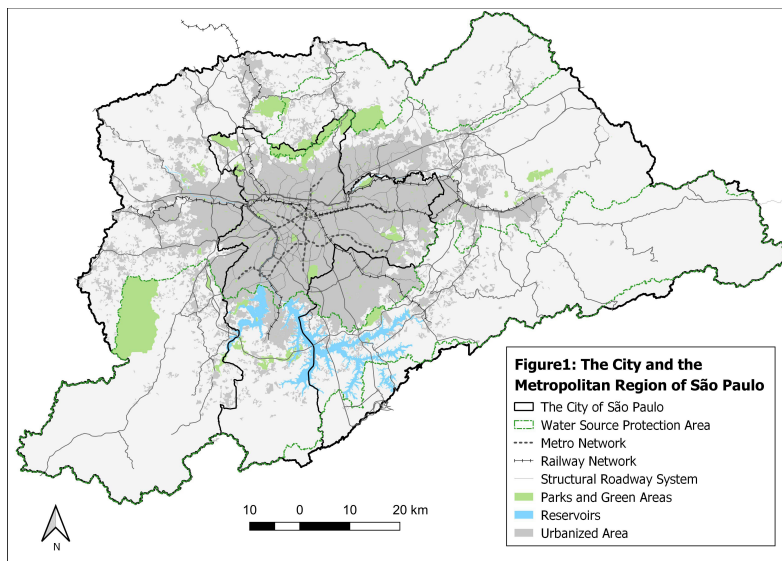 Figure1: The City and the
Metropolitan Region of São Paulo
The City of São Paulo
Water Source Protection Area
Metro Network
Railway Network
Structural Roadway System
Parks and Green Areas
Reservoirs
Urbanized Area
10 0 10 20 km
N